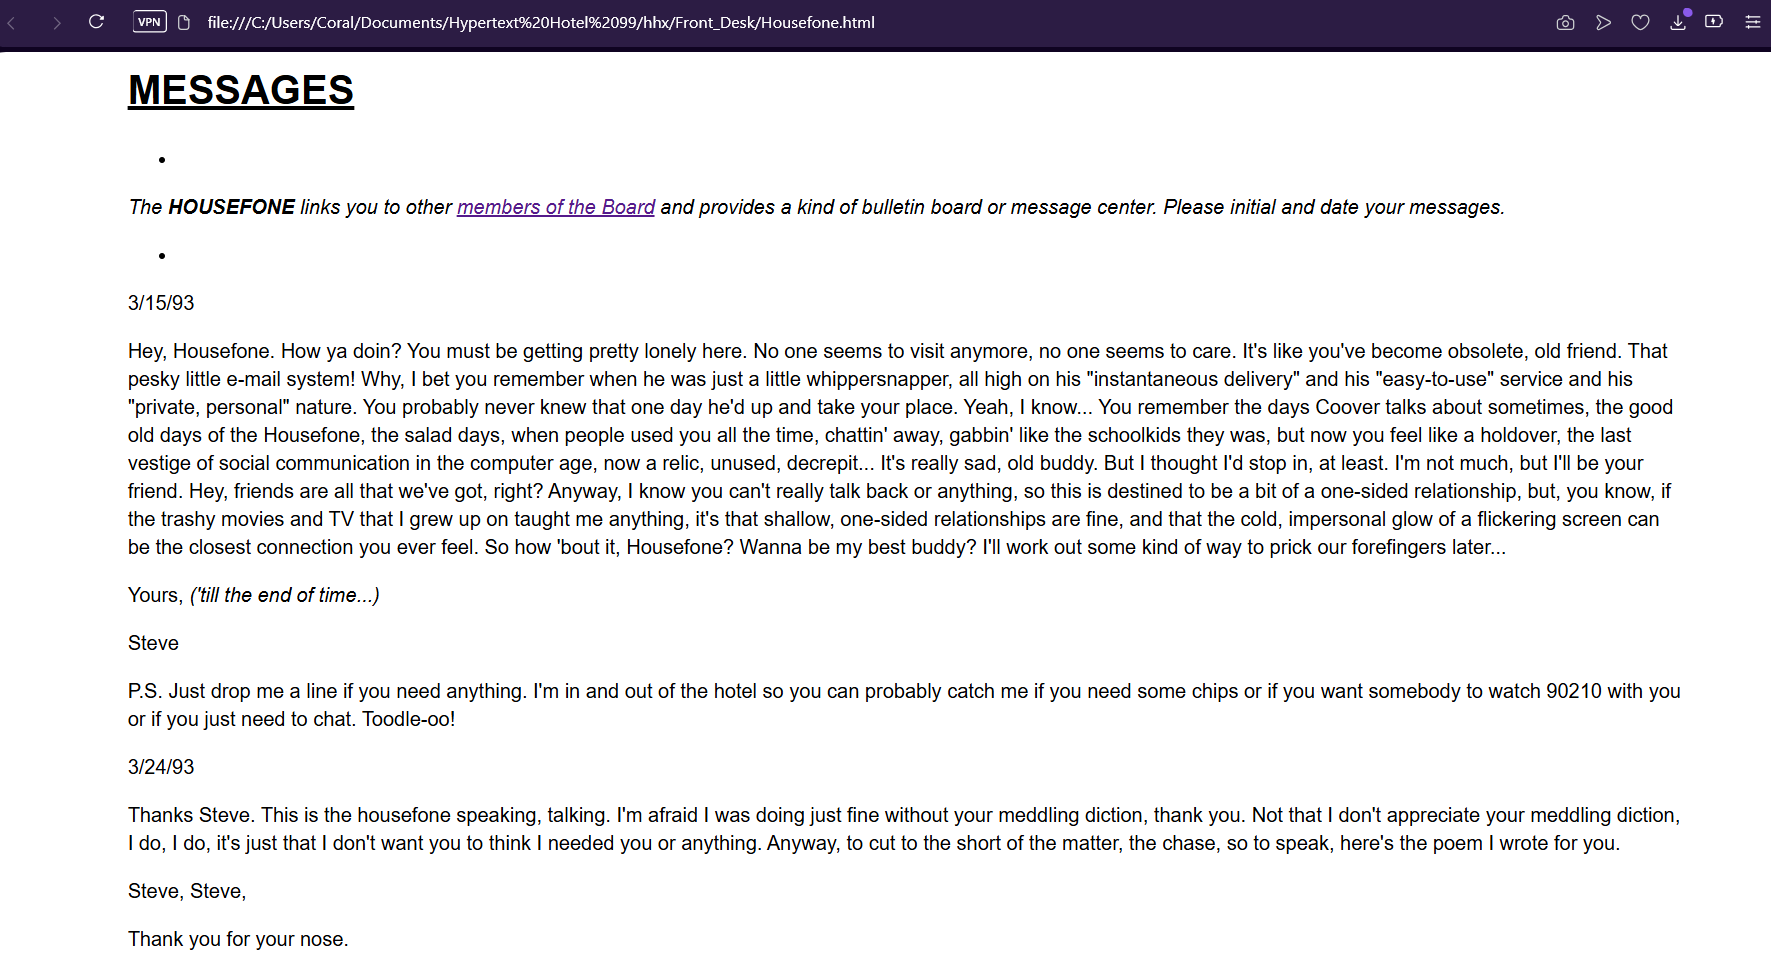 VPN
file:///C:/Users/Coral/Documents/Hypertext%20Hotel%2099/hhx/Front_Desk/Housefone.html
MESSAGES
•
The HOUSEFONE links you to other members of the Board and provides a kind of bulletin board or message center. Please initial and date your messages.
•
3/15/93
Hey, Housefone. How ya doin? You must be getting pretty lonely here. No one seems to visit anymore, no one seems to care. It's like you've become obsolete, old friend. That
pesky little e-mail system! Why, I bet you remember when he was just a little whippersnapper, all high on his "instantaneous delivery" and his "easy-to-use" service and his
"private, personal" nature. You probably never knew that one day he'd up and take your place. Yeah, I know... You remember the days Coover talks about sometimes, the good
old days of the Housefone, the salad days, when people used you all the time, chattin' away, gabbin' like the schoolkids they was, but now you feel like a holdover, the last
vestige of social communication in the computer age, now a relic, unused, decrepit... It's really sad, old buddy. But I thought I'd stop in, at least. I'm not much, but I'll be your
friend. Hey, friends are all that we've got, right? Anyway, I know you can't really talk back or anything, so this is destined to be a bit of a one-sided relationship, but, you know, if
the trashy movies and TV that I grew up on taught me anything, it's that shallow, one-sided relationships are fine, and that the cold, impersonal glow of a flickering screen can
be the closest connection you ever feel. So how 'bout it, Housefone? Wanna be my best buddy? I'll work out some kind of way to prick our forefingers later...
Yours, ('till the end of time...)
Steve
P.S. Just drop me a line if you need anything. I'm in and out of the hotel so you can probably catch me if you need some chips or if you want somebody to watch 90210 with you
or if you just need to chat. Toodle-oo!
3/24/93
Thanks Steve. This is the housefone speaking, talking. I'm afraid I was doing just fine without your meddling diction, thank you. Not that I don't appreciate your meddling diction,
I do, I do, it's just that I don't want you to think I needed you or anything. Anyway, to cut to the short of the matter, the chase, so to speak, here's the poem I wrote for you.
Steve, Steve,
Thank you for your nose.